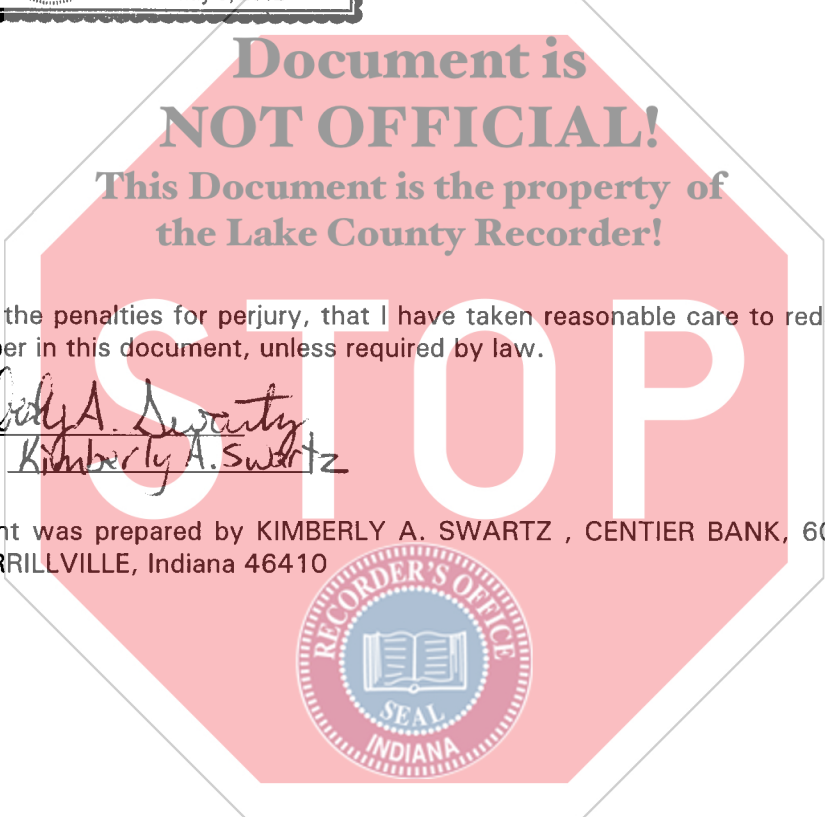 Document is
NOT OFFICIAL!
This Document is the property of
the Lake County Recorder!
STOP
the penalties for perjury, that I have taken reasonable care to red
er in this document, unless required by law.
A. Swartz
Kimberly A. Swartz
nt was prepared by KIMBERLY A. SWARTZ , CENTIER BANK, 60
RRILLVILLE, Indiana 46410
RECORDER'S OFFICE
SEAL
INDIANA